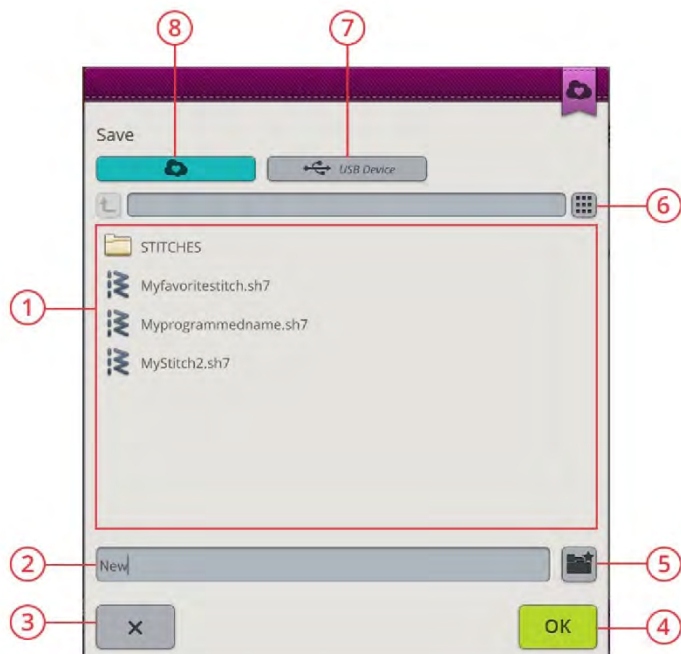 8 7
Save
USB Device
6
STITCHES
1
Myfavoritestitch.sh7
Myprogrammedname.sh7
MyStitch2.sh7
2 New 5
3 × OK 4